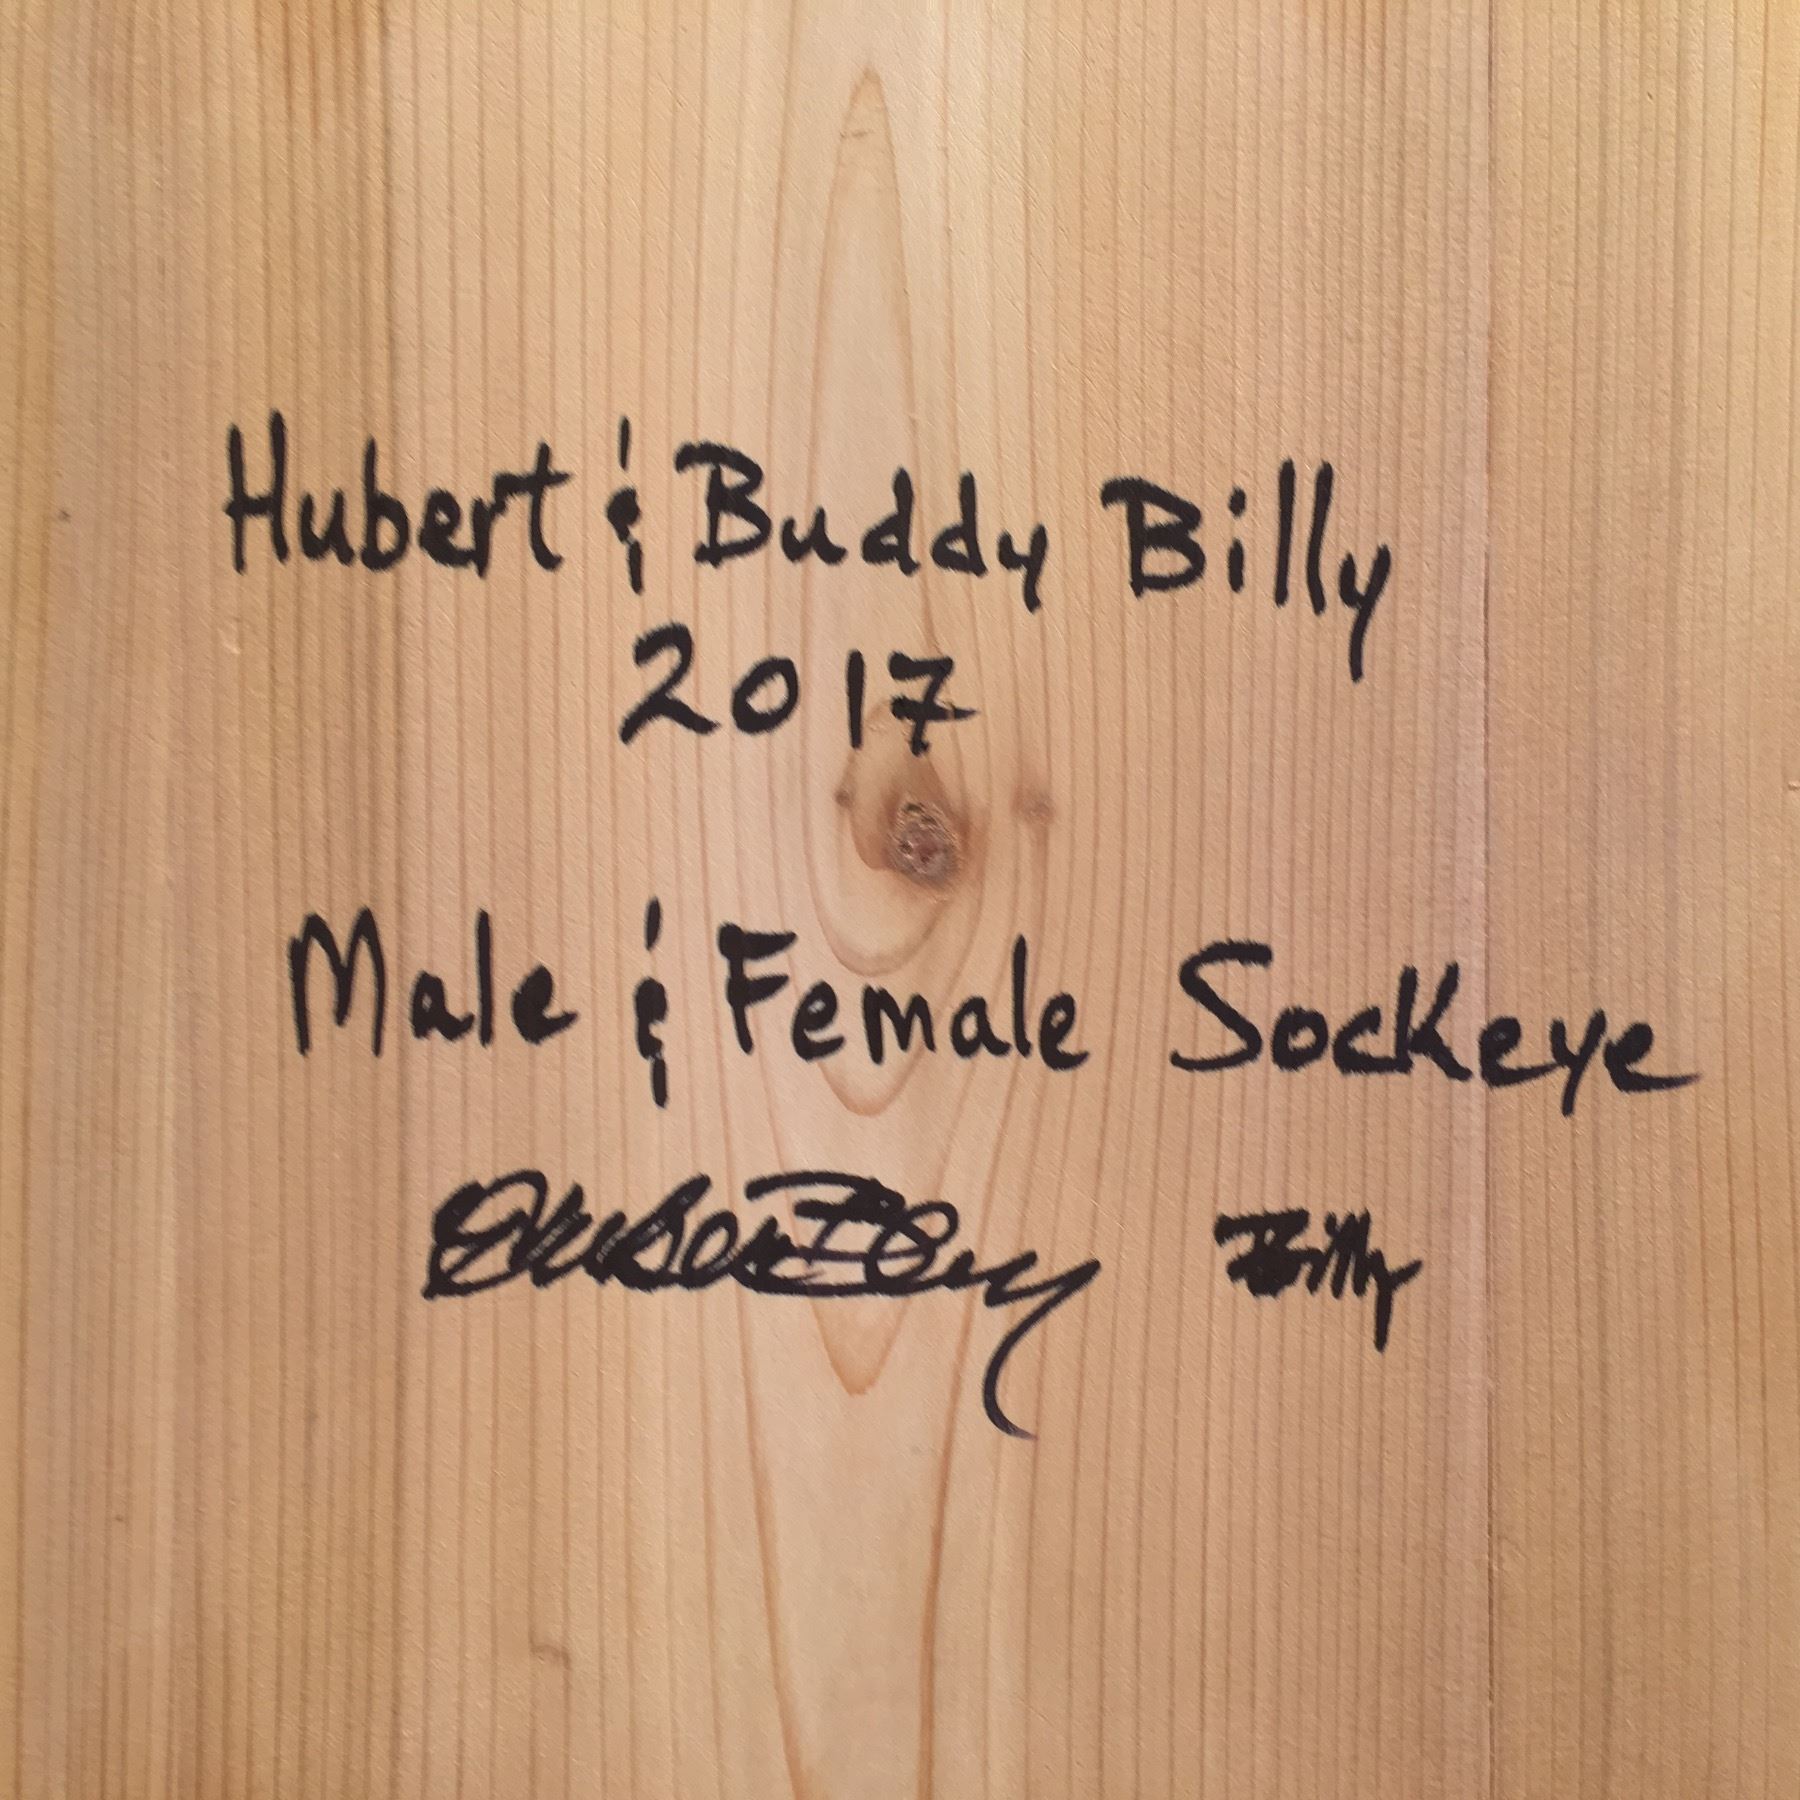 Hubert & Buddy Billy
2017
Male & Female Sockeye
Billy